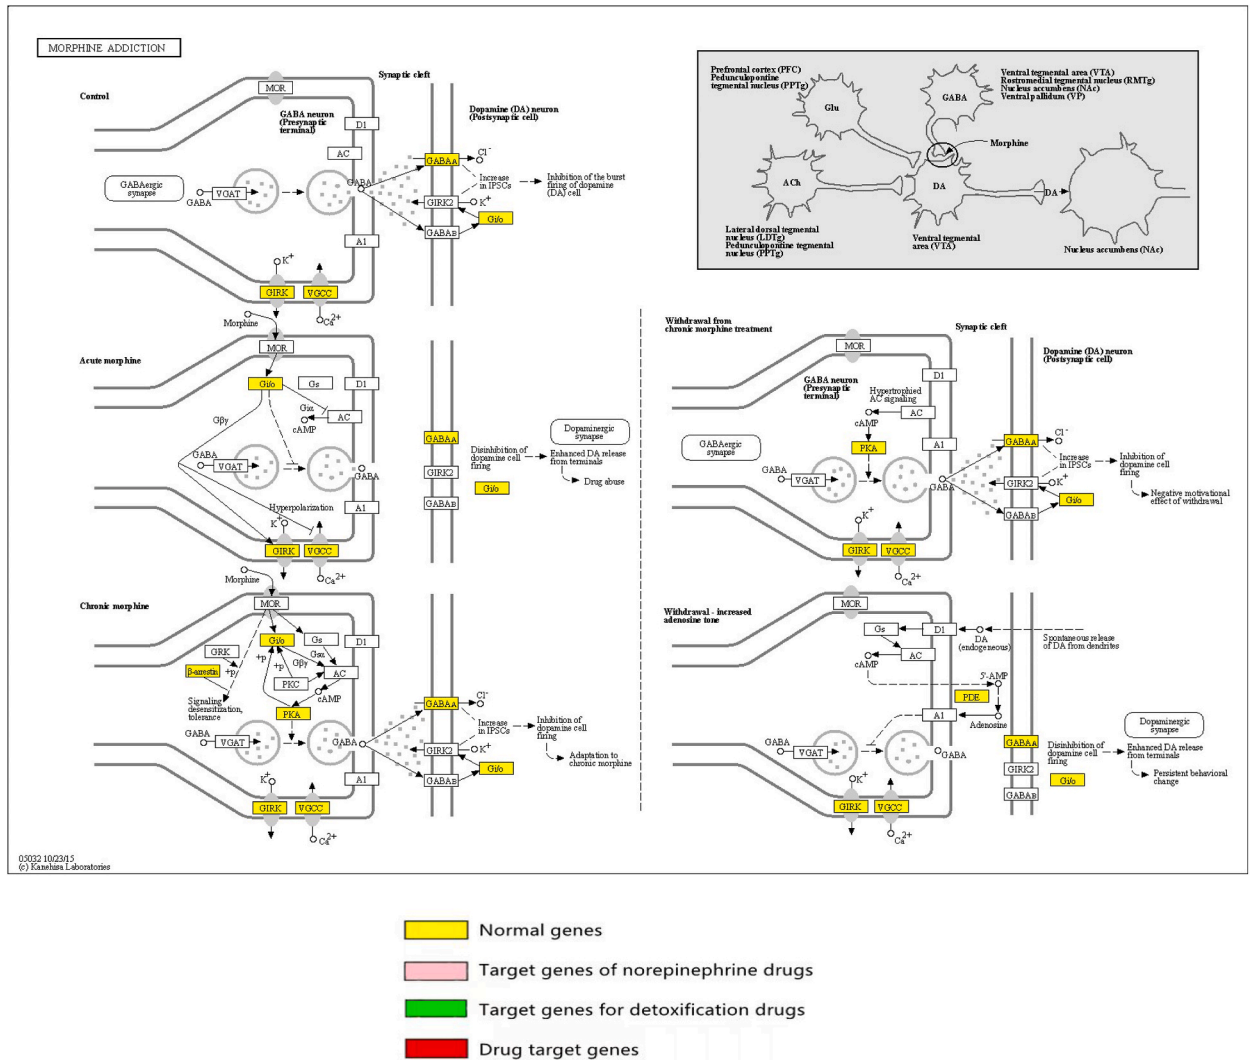 MORPHINE ADDICTION
Control
MOR
Synaptic cleft
GABA neuron
(Presynaptic
terminal)
D1
AC
Dopamine (DA) neuron
(Postsynaptic cell)
GABAergic
synapse
GABA
VGAT
GABA
GABAA
Cl-
Increase
in IPSCs
Inhibition of the burst
firing of dopamine
(DA) cell
GIRK2
K+
Gi/o
GABAB
A1
K+
GIRK
VGCC
Ca2+
Prefrontal cortex (PFC)
Pedunculopontine
tegmental nucleus (PPTg)
Glu
GABA
Ventral tegmental area (VTA)
Rostromedial tegmental nucleus (RMTg)
Nucleus accumbens (NAc)
Ventral pallidum (VP)
Morphine
ACh
DA
DA
Lateral dorsal tegmental
nucleus (LDTg)
Pedunculopontine tegmental
nucleus (PPTg)
Ventral tegmental
area (VTA)
Nucleus accumbens (NAc)
Acute morphine
Morphine
MOR
Gi/o
Gs
D1
Giα
AC
cAMP
Gβγ
GABA
VGAT
GABA
A1
Hyperpolarization
K+
GIRK
VGCC
Ca2+
GABAA
GIRK2
GABAB
Disinhibition of
dopamine cell
firing
Gi/o
Dopaminergic
synapse
Enhanced DA release
from terminals
Drug abuse
Withdrawal from
chronic morphine treatment
MOR
Synaptic cleft
GABA neuron
(Presynaptic
terminal)
D1
Dopamine (DA) neuron
(Postsynaptic cell)
Hypertrophied
AC signaling
AC
cAMP
PKA
A1
GABAergic
synapse
GABA
VGAT
GABA
GABAA
Cl-
Increase
in IPSCs
Inhibition of
dopamine cell
firing
GIRK2
K+
Gi/o
GABAB
Negative motivational
effect of withdrawal
K+
GIRK
VGCC
Ca2+
Chronic morphine
Morphine
MOR
GRK
β-arrestin
+p
Gi/o
Gs
D1
+p
+p
Gβγ
Gsα
AC
PKC
cAMP
PKA
Signaling
desensitization,
tolerance
GABA
VGAT
GABA
A1
K+
GIRK
VGCC
Ca2+
GABAA
Cl-
Increase
in IPSCs
Inhibition of
dopamine cell
firing
GIRK2
K+
Gi/o
GABAB
Adaptation to
chronic morphine
Withdrawal - increased
adenosine tone
MOR
Gs
D1
DA
(endogeneous)
Spontaneous release
of DA from dendrites
AC
cAMP
5'-AMP
PDE
A1
Adenosine
GABA
VGAT
GABA
K+
GIRK
VGCC
Ca2+
GABAA
GIRK2
GABAB
Disinhibition of
dopamine cell
firing
Gi/o
Dopaminergic
synapse
Enhanced DA release
from terminals
Persistent behavioral
change
05032 10/23/15
(c) Kanehisa Laboratories
Normal genes
Target genes of norepinephrine drugs
Target genes for detoxification drugs
Drug target genes